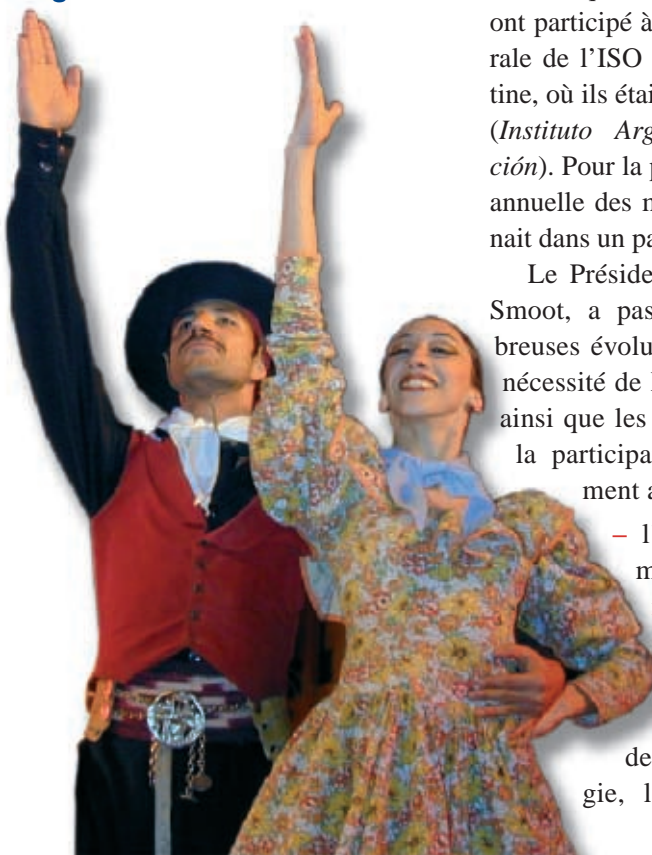 ont participé à
rale de l'ISO
tine, où ils étai
(Instituto Arg
ción). Pour la p
annuelle des m
nait dans un pa
Le Préside
Smoot, a pas
breuses évolu
nécessité de l
ainsi que les
la participa
ment a
– l
m
de
gie, l